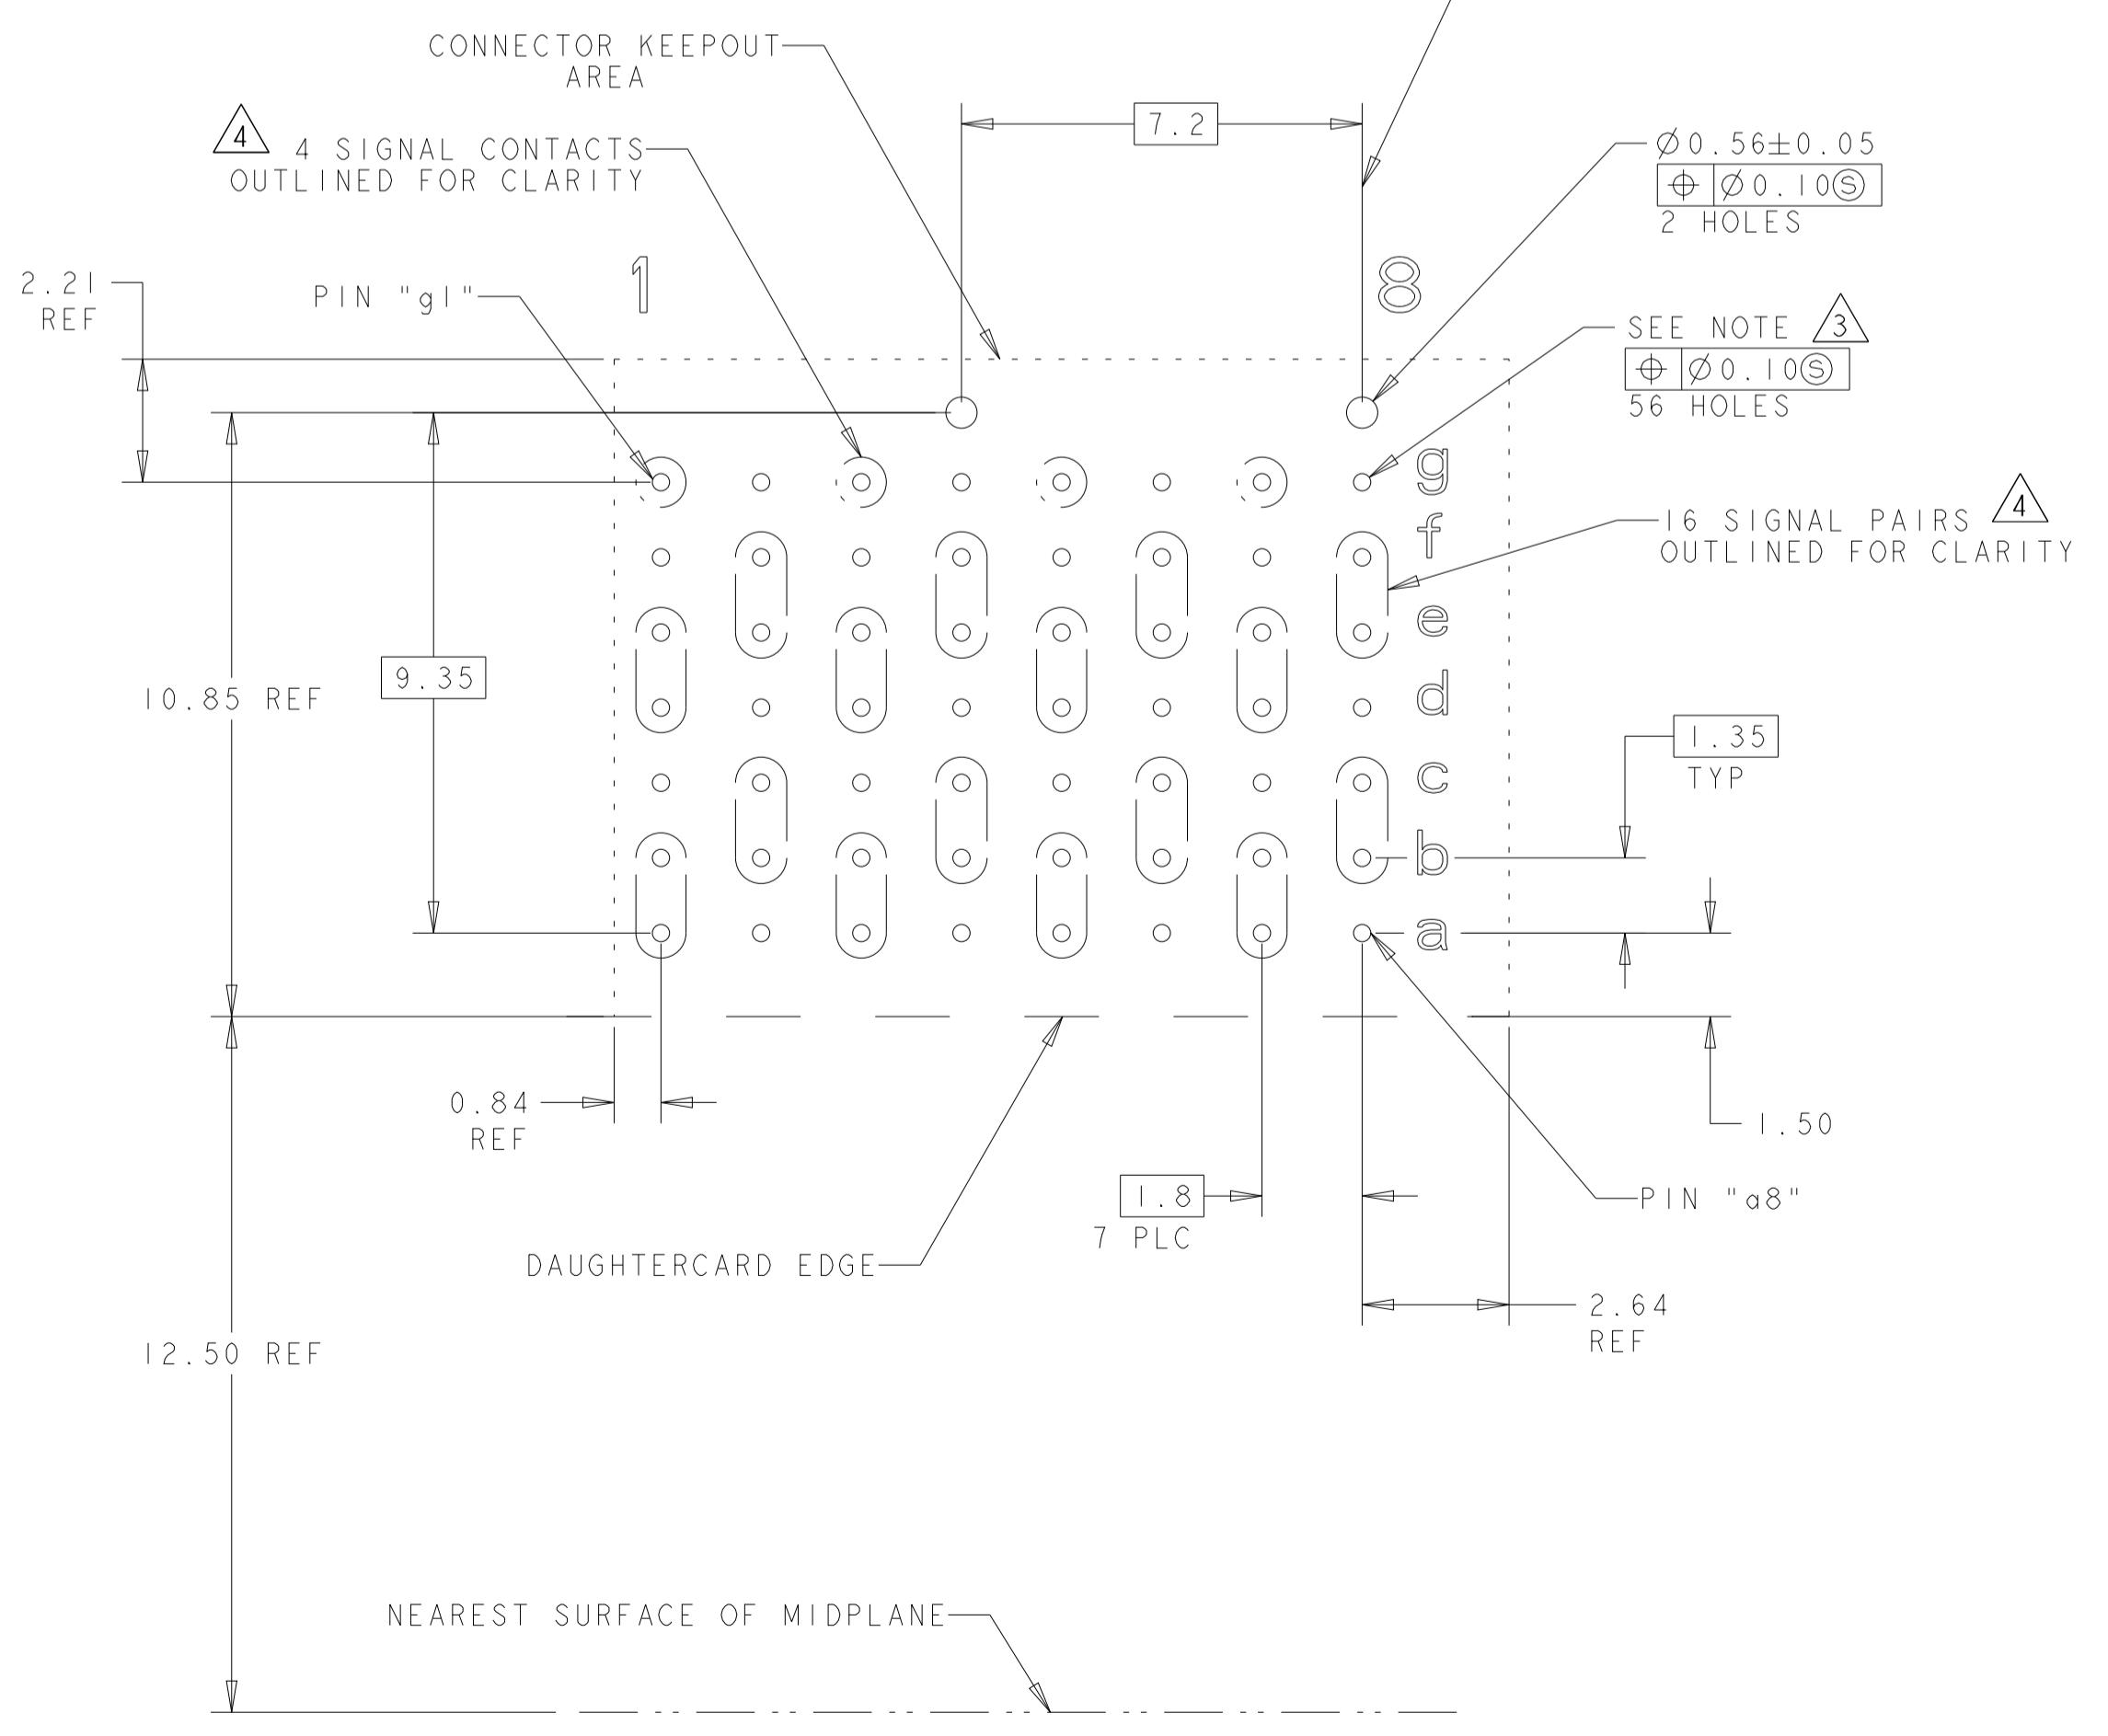 CONNECTOR KEEPOUT
AREA
4
4 SIGNAL CONTACTS
OUTLINED FOR CLARITY
7.2
Ø0.56±0.05
⌖ Ø0.10Ⓢ
2 HOLES
2.21
REF
PIN "g1"
1
8
SEE NOTE 3
⌖ Ø0.10Ⓢ
56 HOLES
g
16 SIGNAL PAIRS 4
OUTLINED FOR CLARITY
f
e
10.85 REF
9.35
d
1.35
TYP
c
b
a
0.84
REF
1.50
1.8
7 PLC
PIN "a8"
DAUGHTERCARD EDGE
2.64
REF
12.50 REF
NEAREST SURFACE OF MIDPLANE